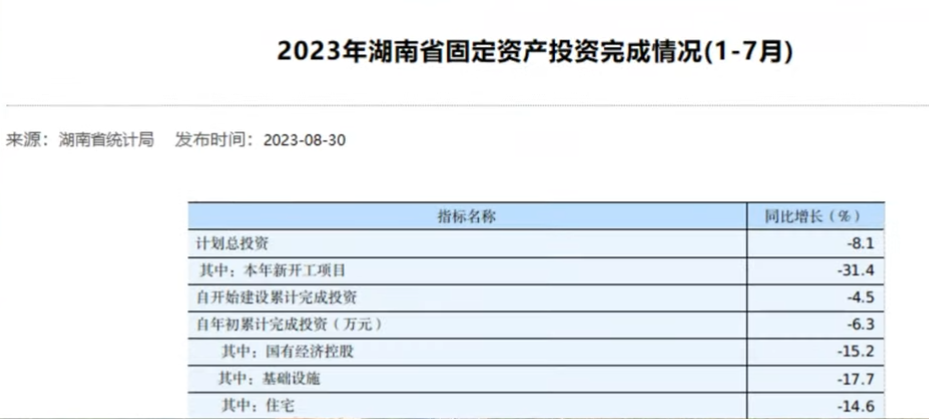 2023年湖南省固定资产投资完成情况(1-7月)
来源：湖南省统计局 发布时间：2023-08-30
指标名称 同比增长（%）
计划总投资 -8.1
其中：本年新开工项目 -31.4
自开始建设累计完成投资 -4.5
自年初累计完成投资（万元） -6.3
其中：国有经济控股 -15.2
其中：基础设施 -17.7
其中：住宅 -14.6